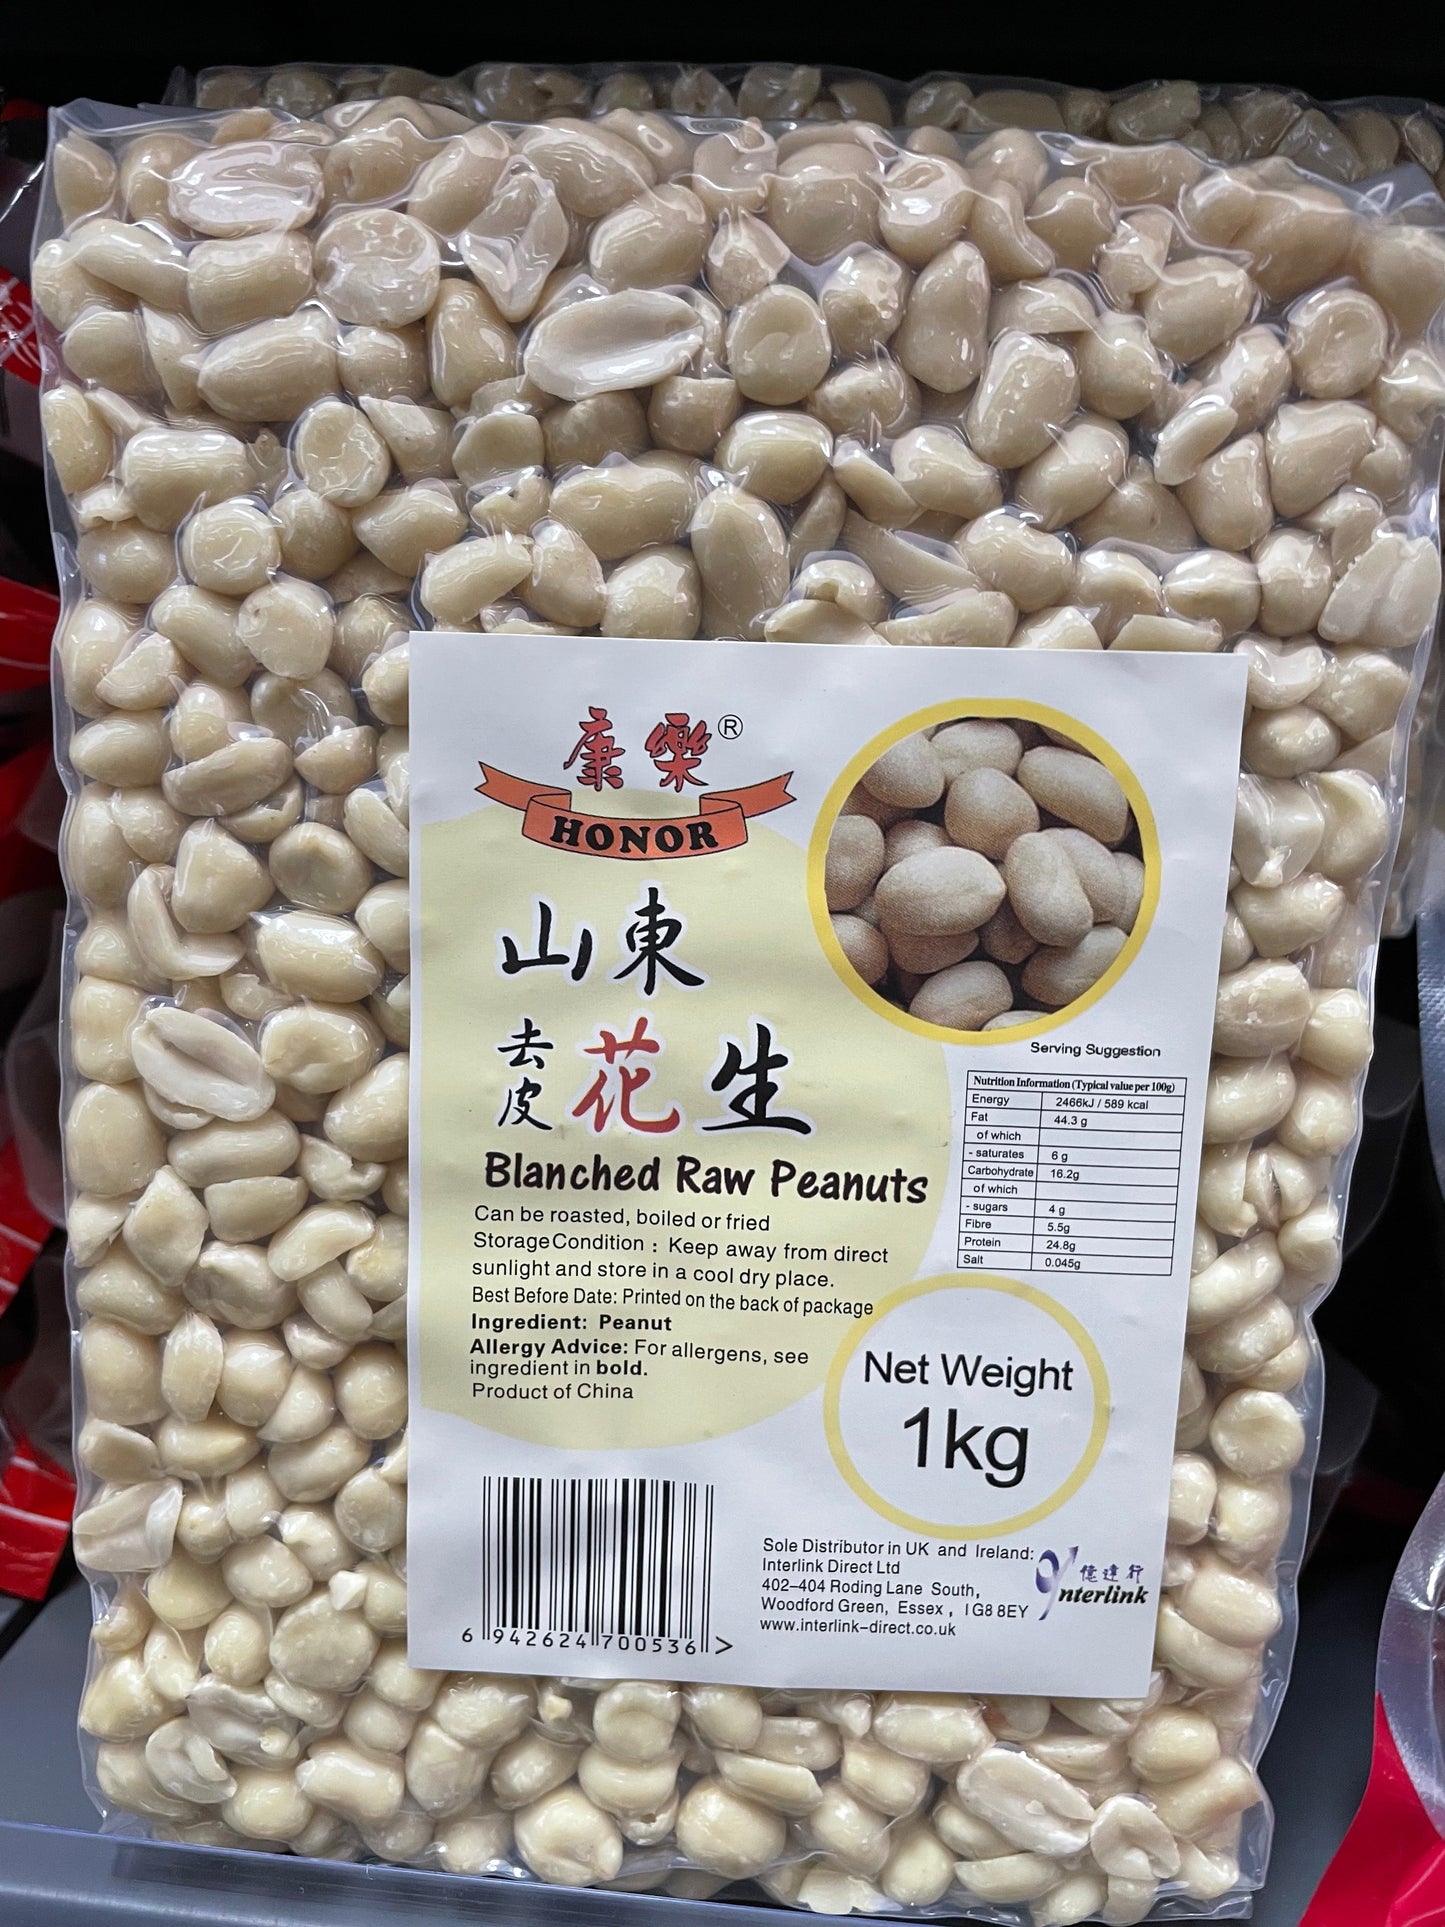 康樂®
HONOR
山東
去皮花生
Blanched Raw Peanuts
Can be roasted, boiled or fried
Storage Condition : Keep away from direct
sunlight and store in a cool dry place.
Best Before Date: Printed on the back of package
Ingredient: Peanut
Allergy Advice: For allergens, see
ingredient in bold.
Product of China
Serving Suggestion
Nutrition Information (Typical value per 100g)
Energy 2466kJ / 589 kcal
Fat 44.3 g
of which
- saturates 6 g
Carbohydrate 16.2g
of which
- sugars 4 g
Fibre 5.5g
Protein 24.8g
Salt 0.045g
Net Weight
1kg
6 942624 700536 >
Sole Distributor in UK and Ireland:
Interlink Direct Ltd
402–404 Roding Lane South,
Woodford Green, Essex , IG8 8EY
www.interlink-direct.co.uk
億達行
Interlink